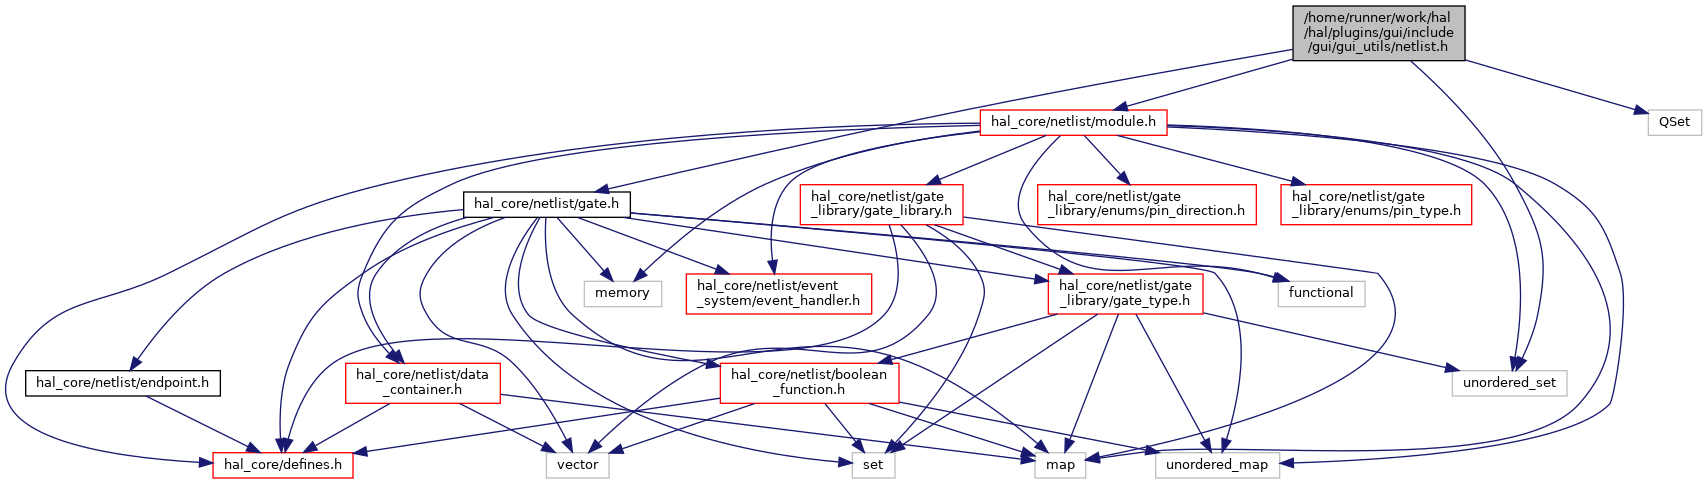 /home/runner/work/hal
/hal/plugins/gui/include
/gui/gui_utils/netlist.h
hal_core/netlist/module.h
QSet
hal_core/netlist/gate.h
hal_core/netlist/gate
_library/gate_library.h
hal_core/netlist/gate
_library/enums/pin_direction.h
hal_core/netlist/gate
_library/enums/pin_type.h
memory
hal_core/netlist/event
_system/event_handler.h
hal_core/netlist/gate
_library/gate_type.h
functional
hal_core/netlist/endpoint.h
hal_core/netlist/data
_container.h
hal_core/netlist/boolean
_function.h
unordered_set
hal_core/defines.h
vector
set
map
unordered_map